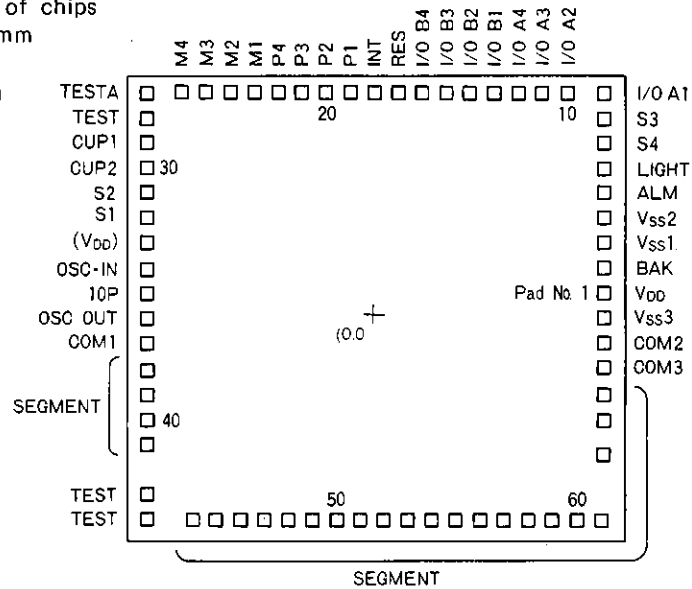 of chips
mm
M4 M3 M2 M1 P4 P3 P2 P1 INT RES I/O B4 I/O B3 I/O B2 I/O B1 I/O A4 I/O A3 I/O A2
TESTA
TEST
CUP1
CUP2
S2
S1
(VDD)
OSC-IN
10P
OSC OUT
COM1
SEGMENT
TEST
TEST
20
10
30
Pad No. 1
(0.0
40
50
60
I/O A1
S3
S4
LIGHT
ALM
VSS2
VSS1
BAK
VDD
VSS3
COM2
COM3
SEGMENT